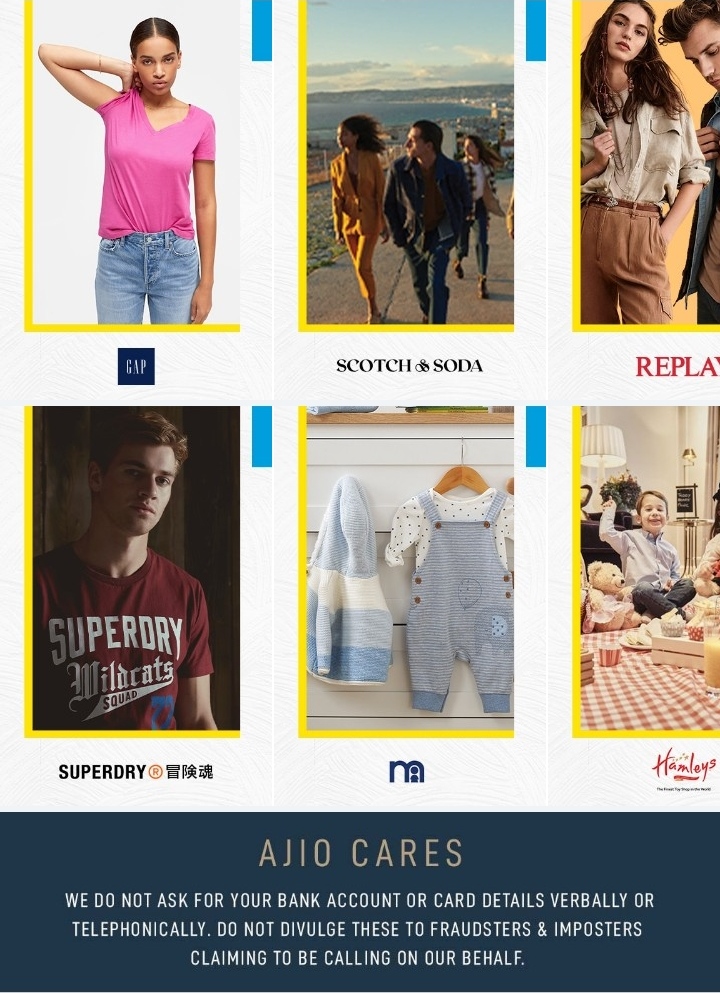 GAP
SCOTCH & SODA
REPLAY
SUPERDRY
Wildcats
SQUAD
SUPERDRY®冒険魂
m
Hamleys
The Finest Toy Shop in the World
AJIO CARES
WE DO NOT ASK FOR YOUR BANK ACCOUNT OR CARD DETAILS VERBALLY OR
TELEPHONICALLY. DO NOT DIVULGE THESE TO FRAUDSTERS & IMPOSTERS
CLAIMING TO BE CALLING ON OUR BEHALF.